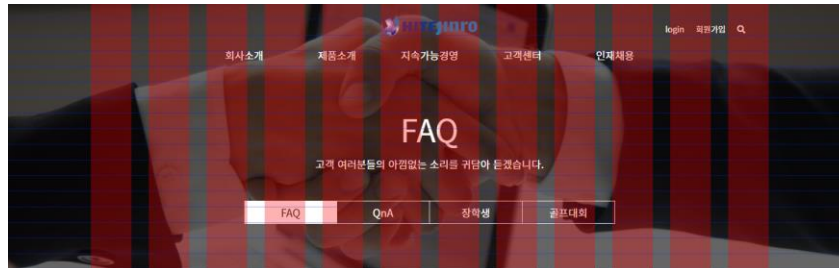 HITEJINRO
login 회원가입
회사소개 제품소개 지속가능경영 고객센터 인재채용
FAQ
고객 여러분들의 아낌없는 소리를 귀담아 듣겠습니다.
FAQ QnA 장학생 골프대회